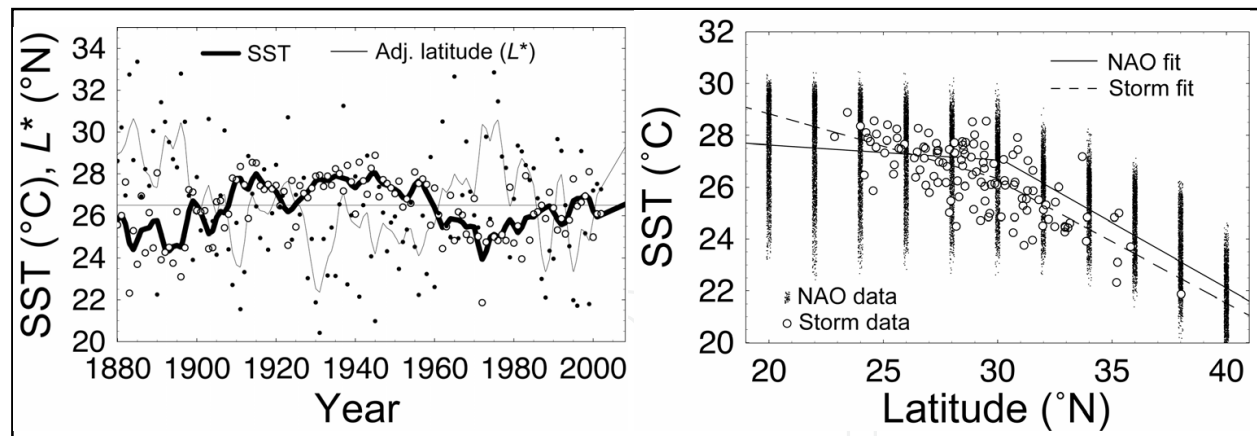 SST (°C), L* (°N)
34
32
30
28
26
24
22
20
SST
Adj. latitude (L*)
1880 1900 1920 1940 1960 1980 2000
Year
SST (°C)
32
30
28
26
24
22
20
NAO fit
Storm fit
NAO data
Storm data
20 25 30 35 40
Latitude (°N)